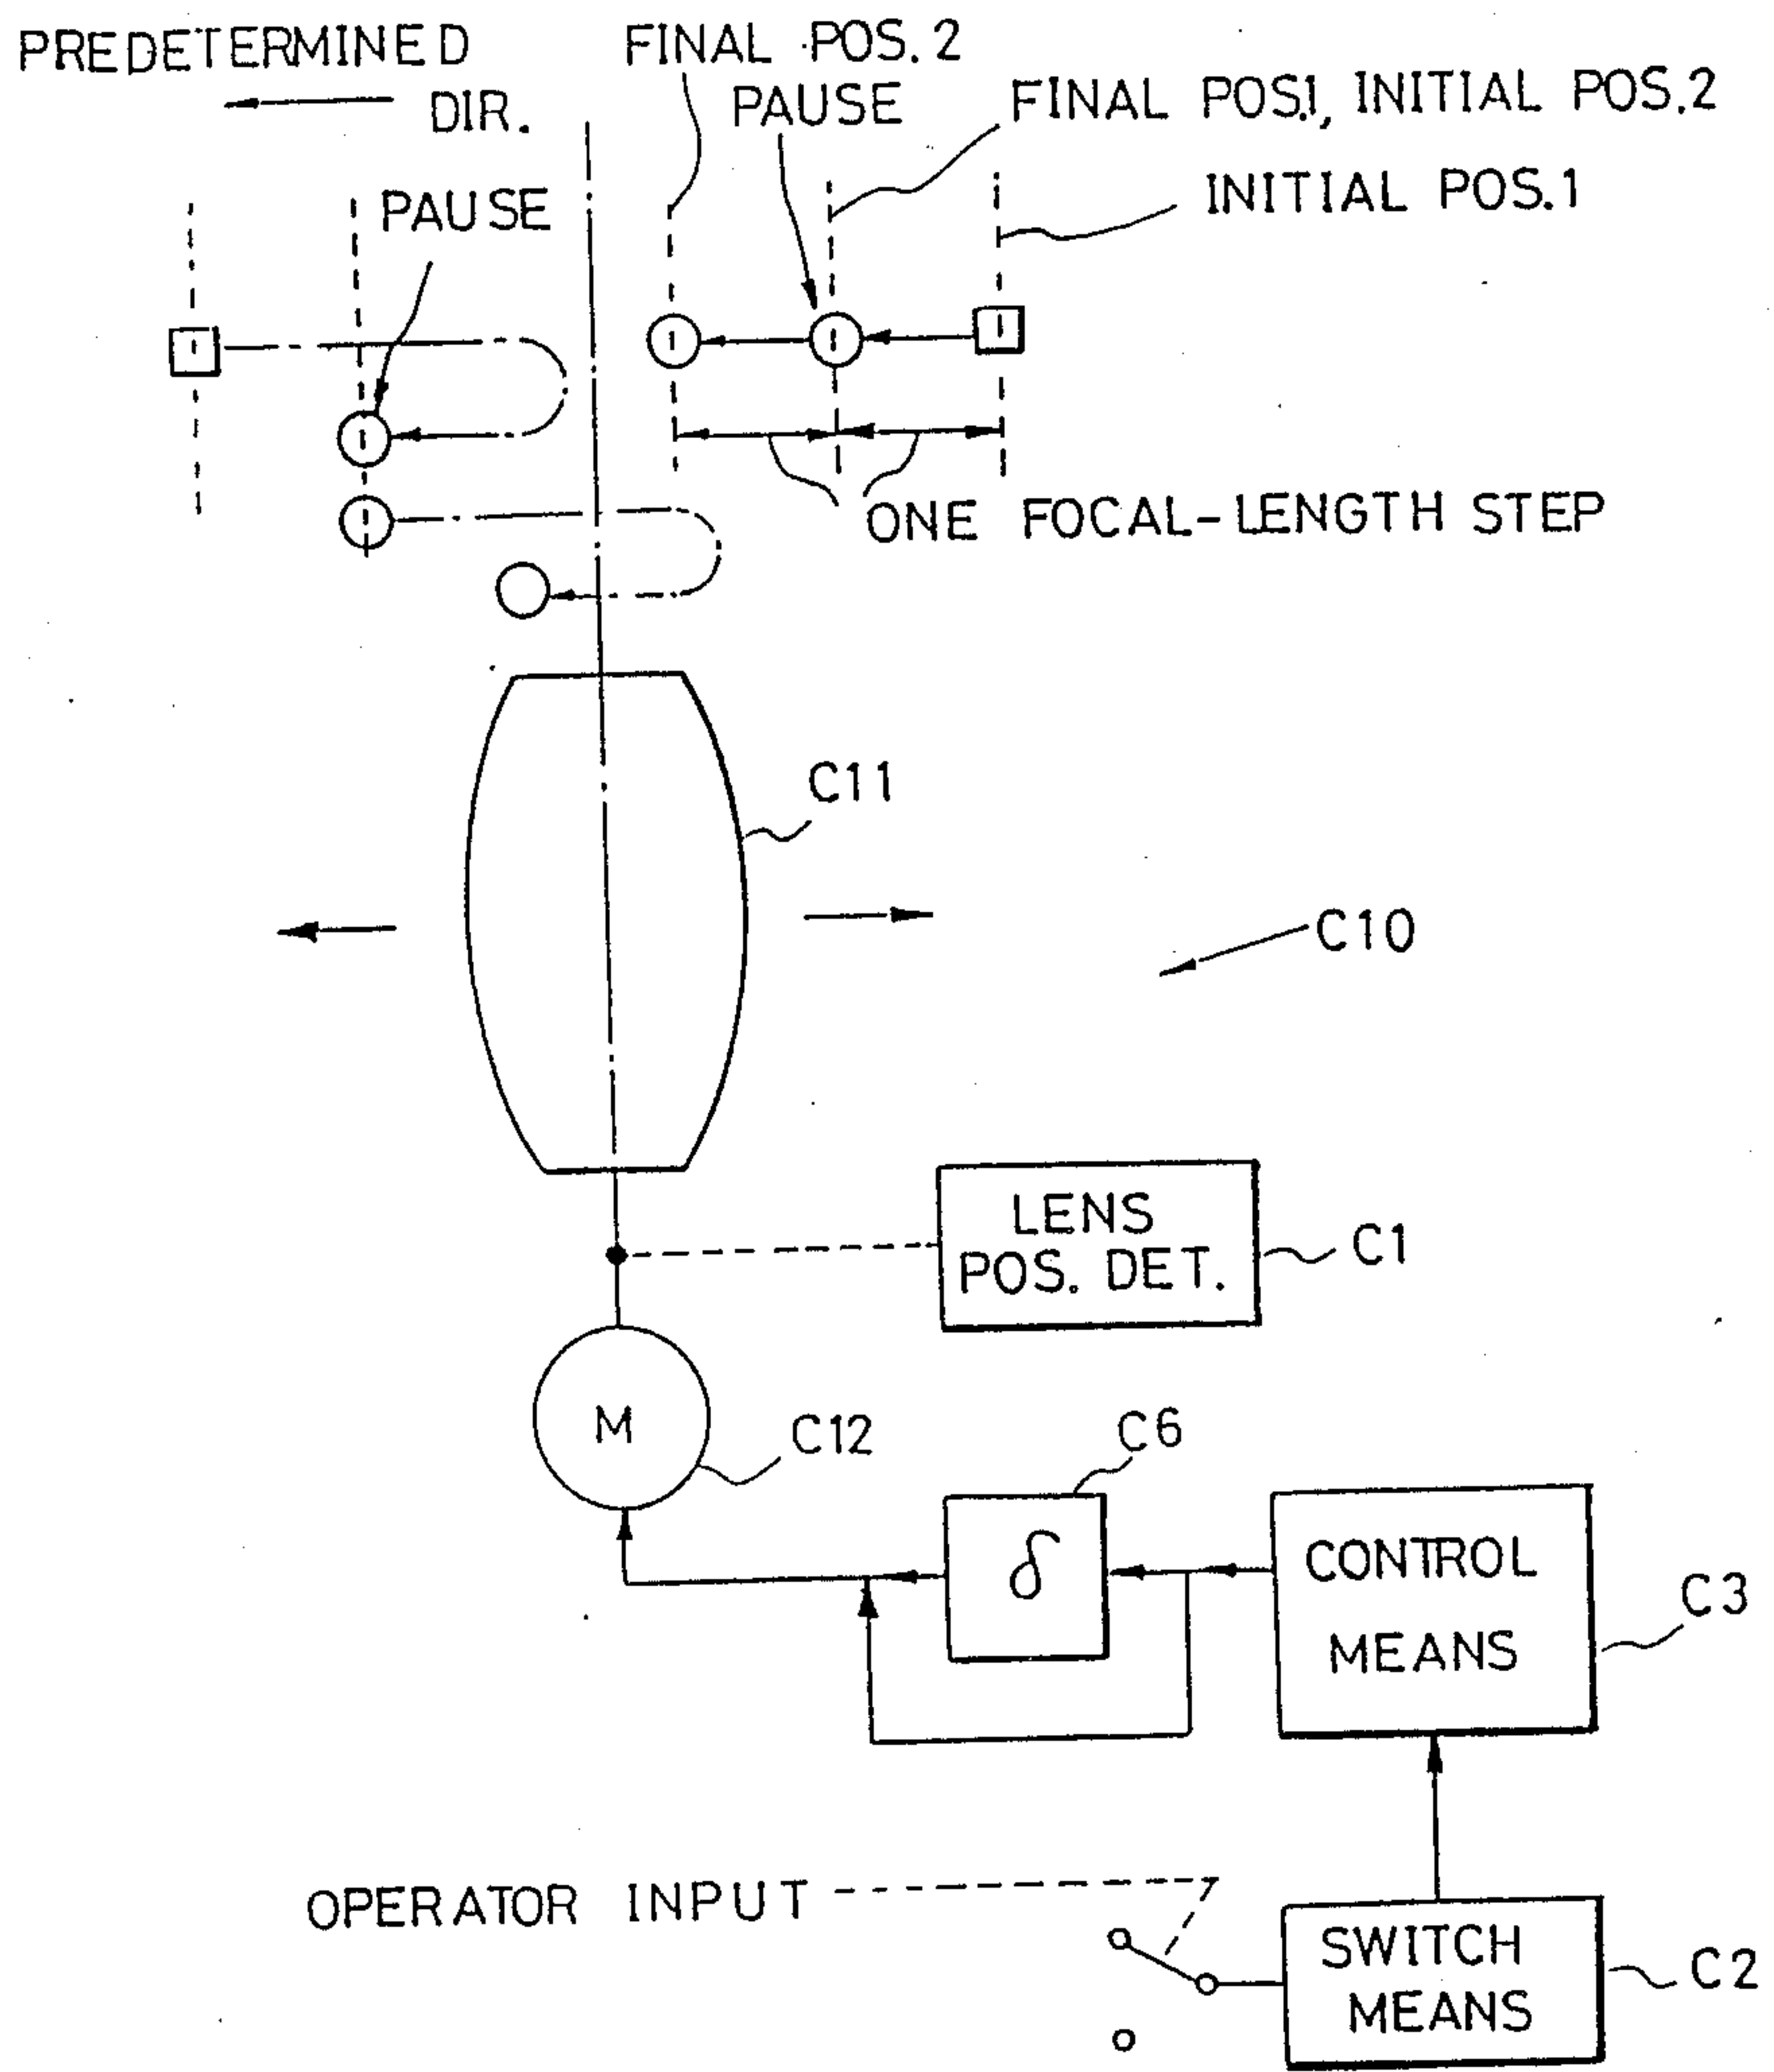 PREDETERMINED
DIR.
FINAL POS. 2
PAUSE
FINAL POS.1, INITIAL POS.2
INITIAL POS.1
PAUSE
ONE FOCAL-LENGTH STEP
C11
C10
LENS
POS. DET.
C1
M
C12
C6
δ
CONTROL
MEANS
C3
OPERATOR INPUT
SWITCH
MEANS
C2